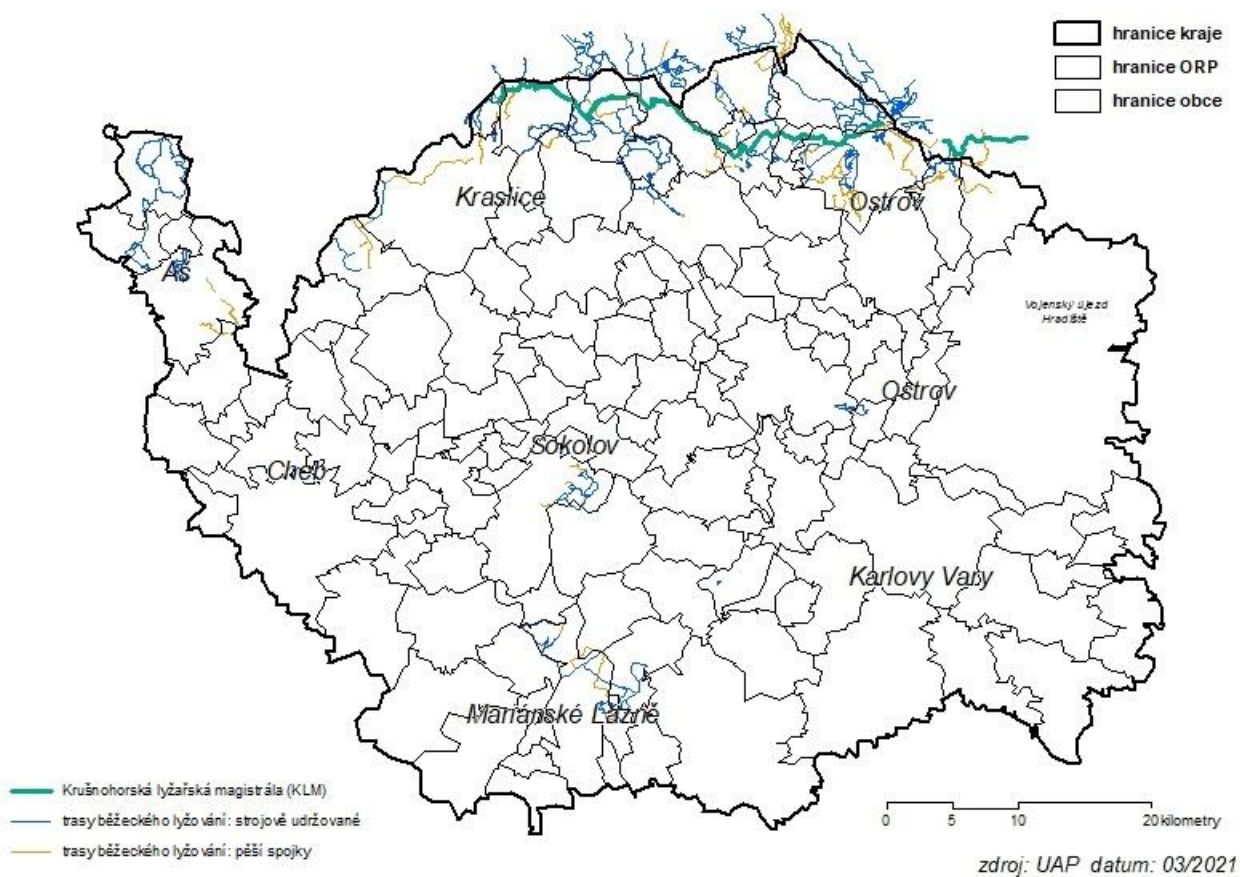 hranice kraje
hranice ORP
hranice obce
Kraslice
Ostrov
Aš
Vojenský újezd
Hradiště
Ostrov
Sokolov
Cheb
Karlovy Vary
Mariánské Lázně
Krušnohorská lyžařská magistrála (KLM)
trasy běžeckého lyžování: strojově udržované
trasy běžeckého lyžování: pěší spojky
0 5 10 20 kilometry
zdroj: UAP datum: 03/2021